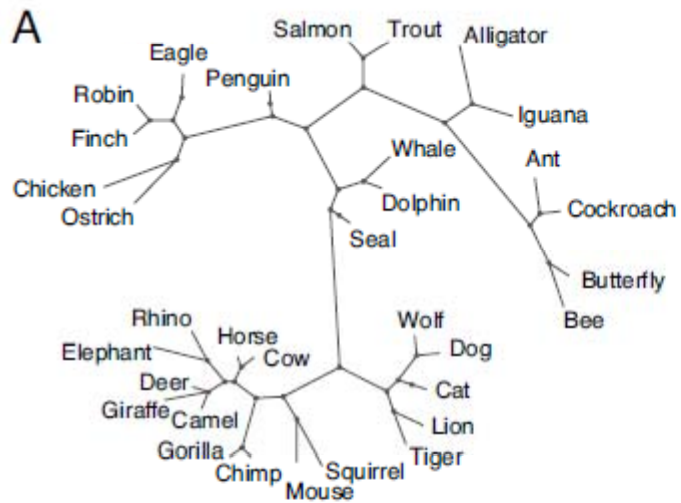 A
Salmon
Trout
Alligator
Eagle
Penguin
Robin
Finch
Iguana
Whale
Ant
Chicken
Dolphin
Cockroach
Ostrich
Seal
Butterfly
Bee
Rhino
Wolf
Horse
Dog
Elephant
Cow
Deer
Cat
Giraffe
Camel
Lion
Gorilla
Tiger
Chimp
Squirrel
Mouse